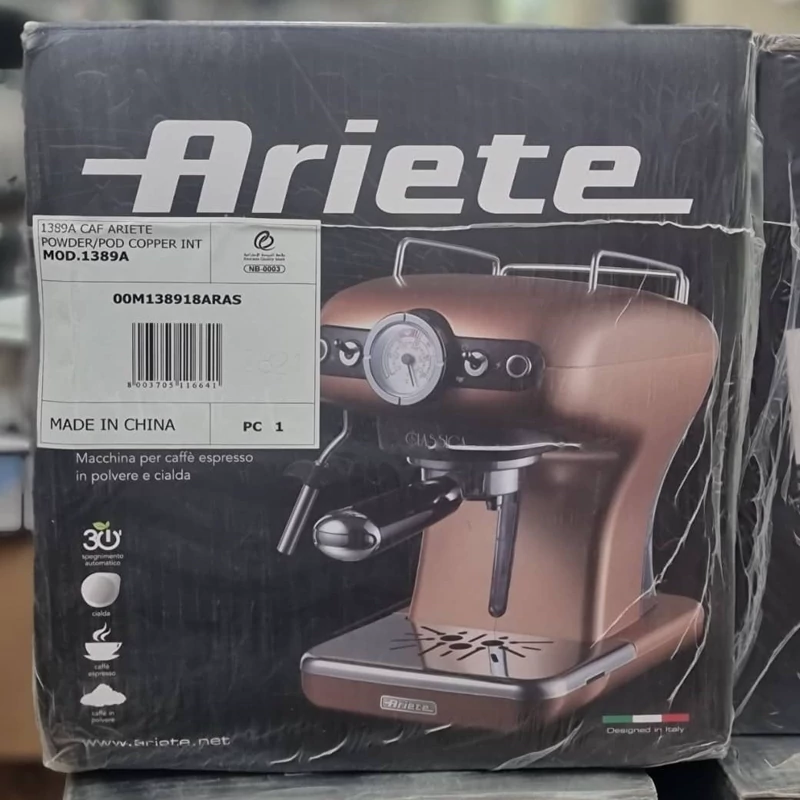 Ariete
1389A CAF ARIETE
POWDER/POD COPPER INT
MOD.1389A
NB-0003
00M138918ARAS
8 003705 116641
MADE IN CHINA
PC 1
Macchina per caffè espresso
in polvere e cialda
CLASSICA
30
spegnimento
automatico
cialda
caffè
espresso
caffè in
polvere
Ariete
www.ariete.net
Designed in Italy